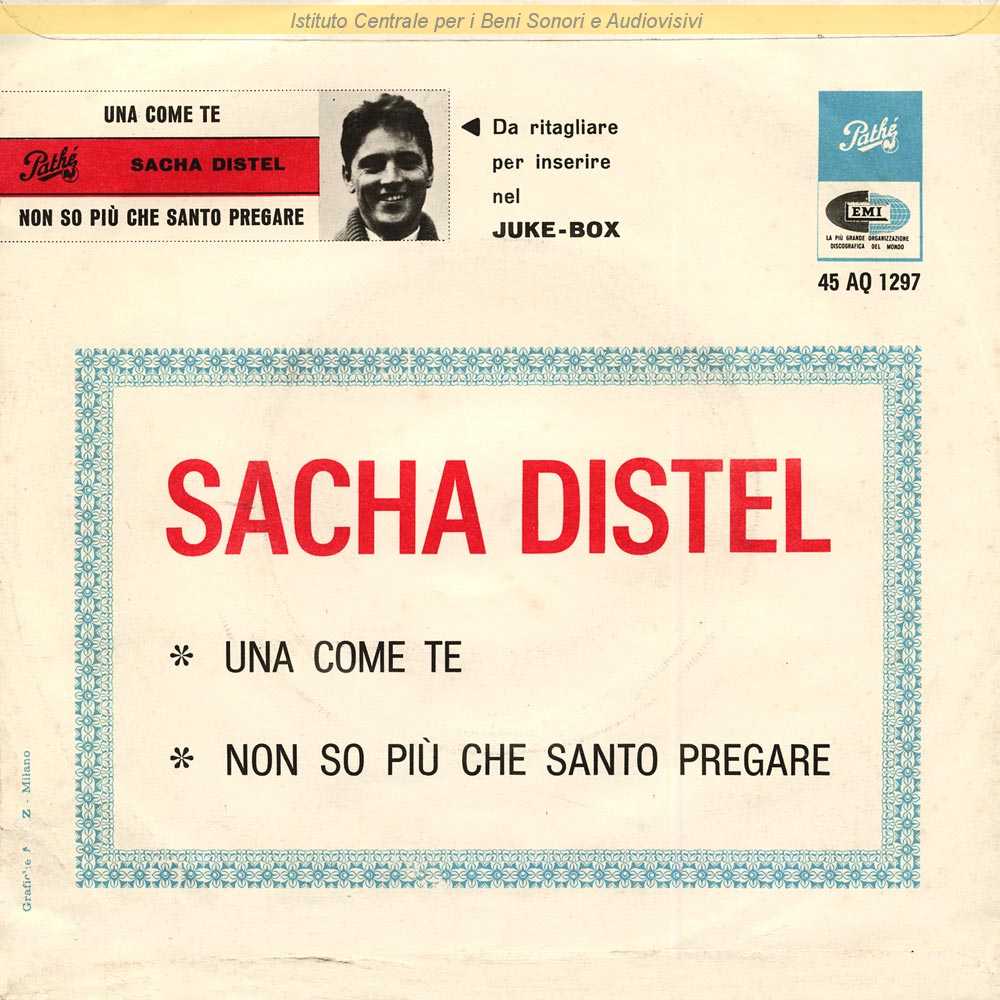 Istituto Centrale per i Beni Sonori e Audiovisivi
UNA COME TE
Pathé SACHA DISTEL
NON SO PIÙ CHE SANTO PREGARE
Da ritagliare
per inserire
nel
JUKE-BOX
Pathé
EMI
LA PIÙ GRANDE ORGANIZZAZIONE
DISCOGRAFICA DEL MONDO
45 AQ 1297
SACHA DISTEL
* UNA COME TE
* NON SO PIÙ CHE SANTO PREGARE
Z - Milano